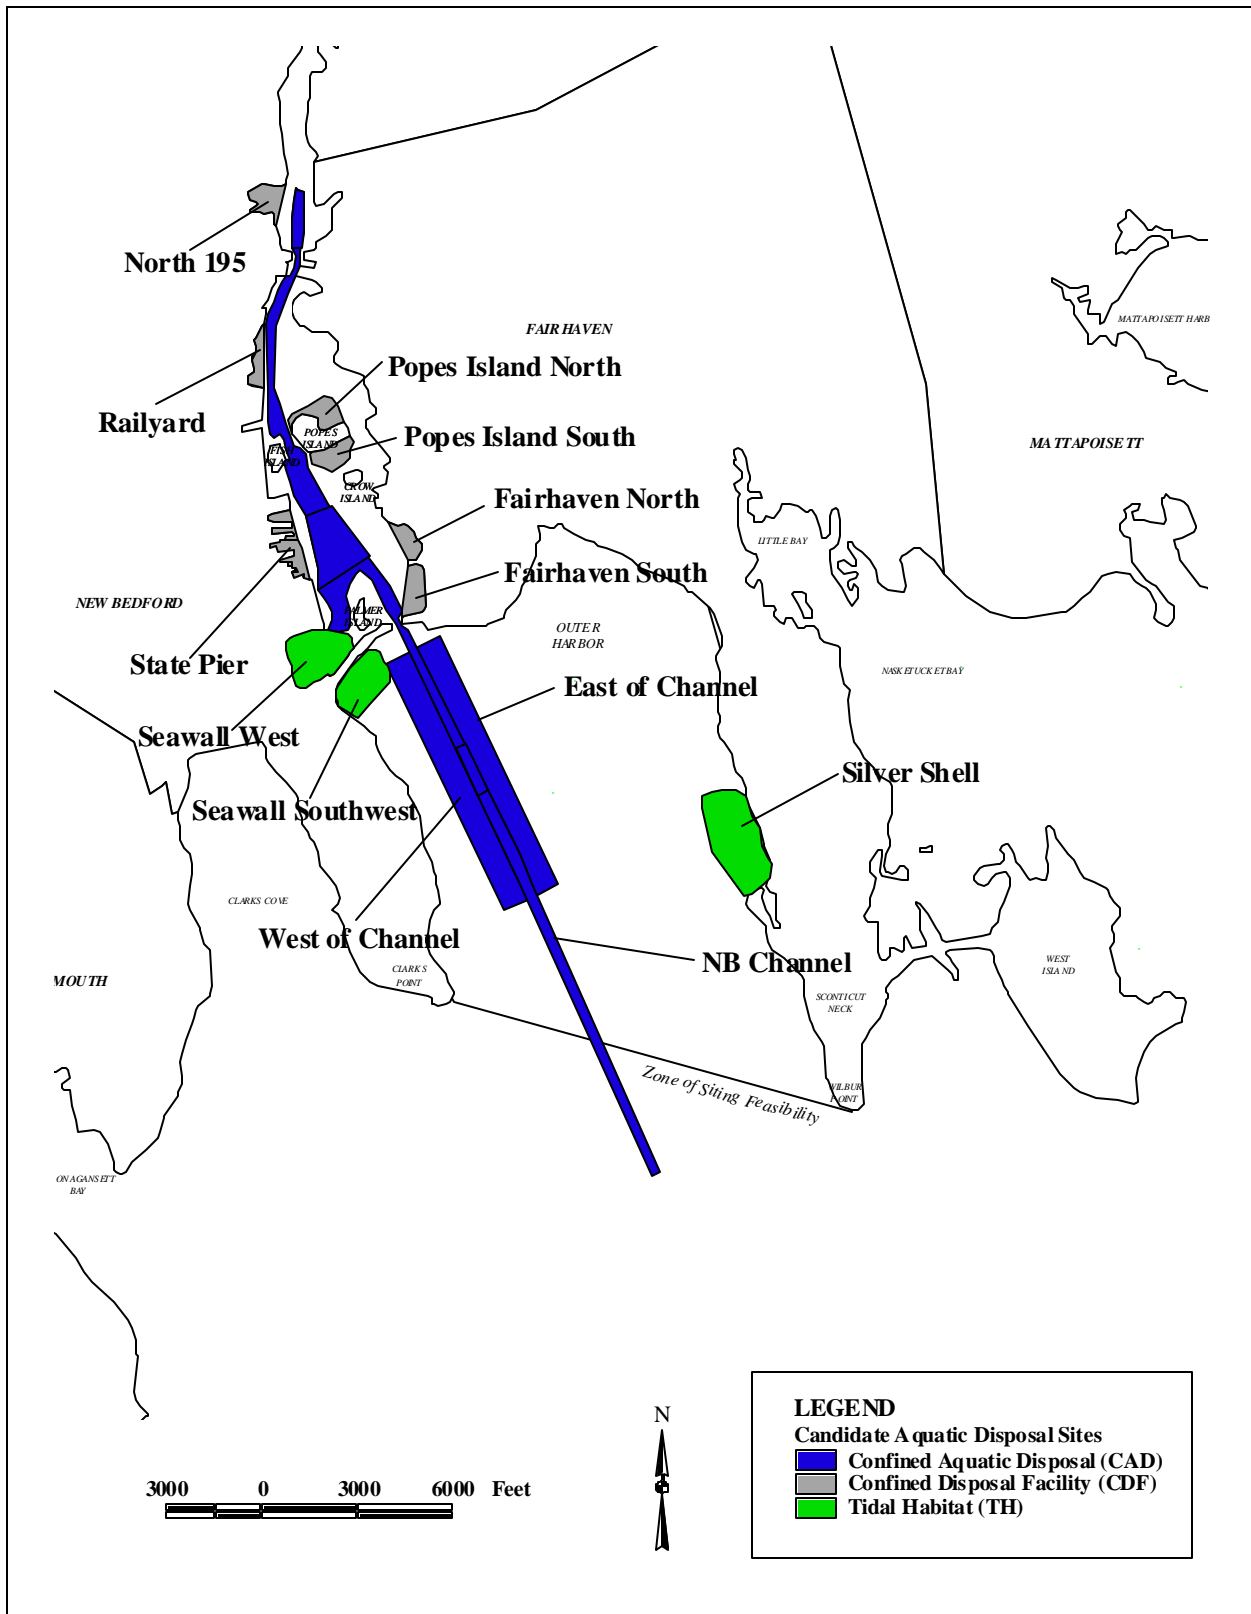 North 195
MATTAPOISETT HARB
FAIRHAVEN
Popes Island North
Railyard
POPES
ISLAND
Popes Island South
MATTAPOISETT
FISH
ISLAND
CROW
ISLAND
Fairhaven North
LITTLE BAY
Fairhaven South
NEW BEDFORD
PALMER
ISLAND
OUTER
HARBOR
State Pier
NASKETUCKET BAY
East of Channel
Seawall West
Silver Shell
Seawall Southwest
CLARKS COVE
West of Channel
NB Channel
WEST
ISLAND
CLARKS
POINT
MOUTH
SCONTICUT
NECK
Zone of Siting Feasibility
WILBUR
POINT
ONAGANSETT
BAY
LEGEND
Candidate Aquatic Disposal Sites
Confined Aquatic Disposal (CAD)
Confined Disposal Facility (CDF)
Tidal Habitat (TH)
N
3000 0 3000 6000 Feet